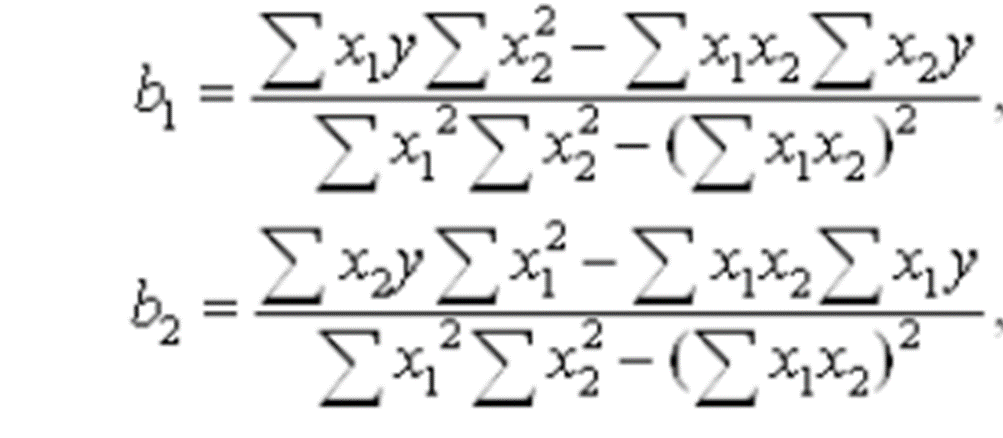 b₁ = (∑ x₁y ∑ x₂² − ∑ x₁x₂ ∑ x₂y) / (∑ x₁² ∑ x₂² − (∑ x₁x₂)²),
b₂ = (∑ x₂y ∑ x₁² − ∑ x₁x₂ ∑ x₁y) / (∑ x₁² ∑ x₂² − (∑ x₁x₂)²),